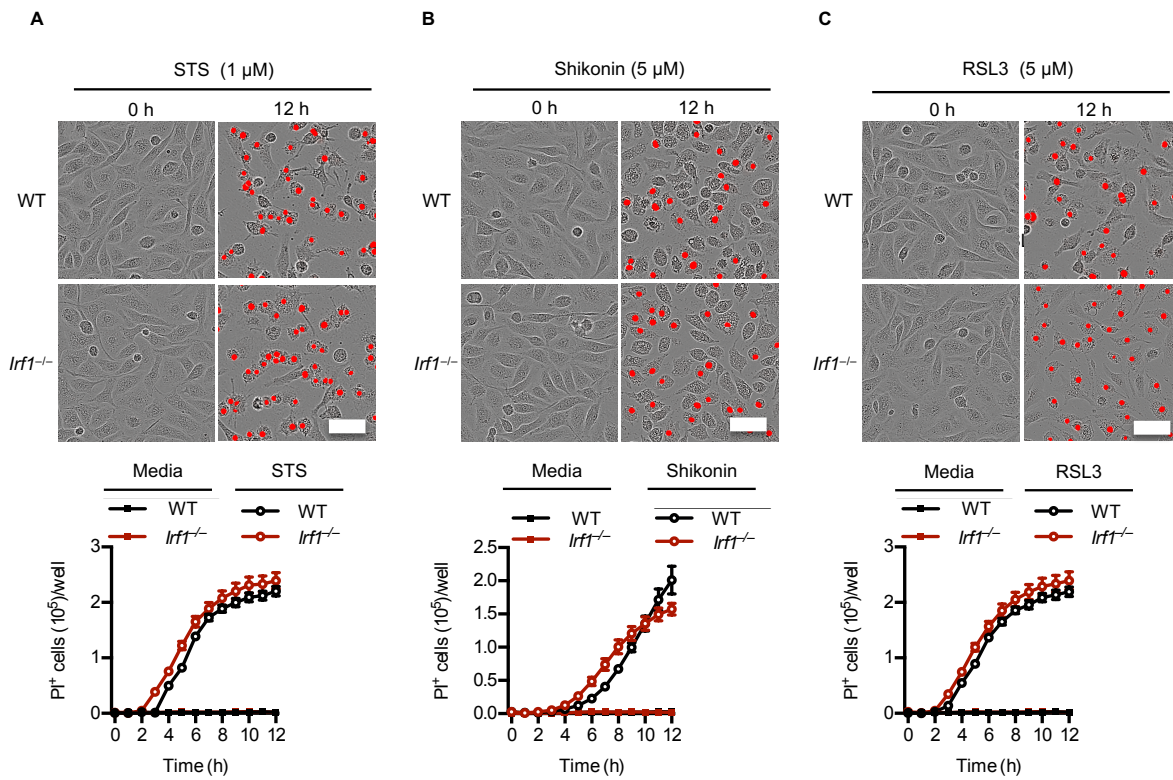 A
STS (1 µM)
0 h 12 h
WT
Irf1–/–
Media STS
WT WT
Irf1–/– Irf1–/–
PI+ cells (10⁵)/well
3
2
1
0
0 2 4 6 8 10 12
Time (h)
B
Shikonin (5 µM)
0 h 12 h
WT
Irf1–/–
Media Shikonin
WT WT
Irf1–/– Irf1–/–
PI+ cells (10⁵)/well
2.5
2.0
1.5
1.0
0.5
0.0
0 2 4 6 8 10 12
Time (h)
C
RSL3 (5 µM)
0 h 12 h
WT
Irf1–/–
Media RSL3
WT WT
Irf1–/– Irf1–/–
PI+ cells (10⁵)/well
3
2
1
0
0 2 4 6 8 10 12
Time (h)